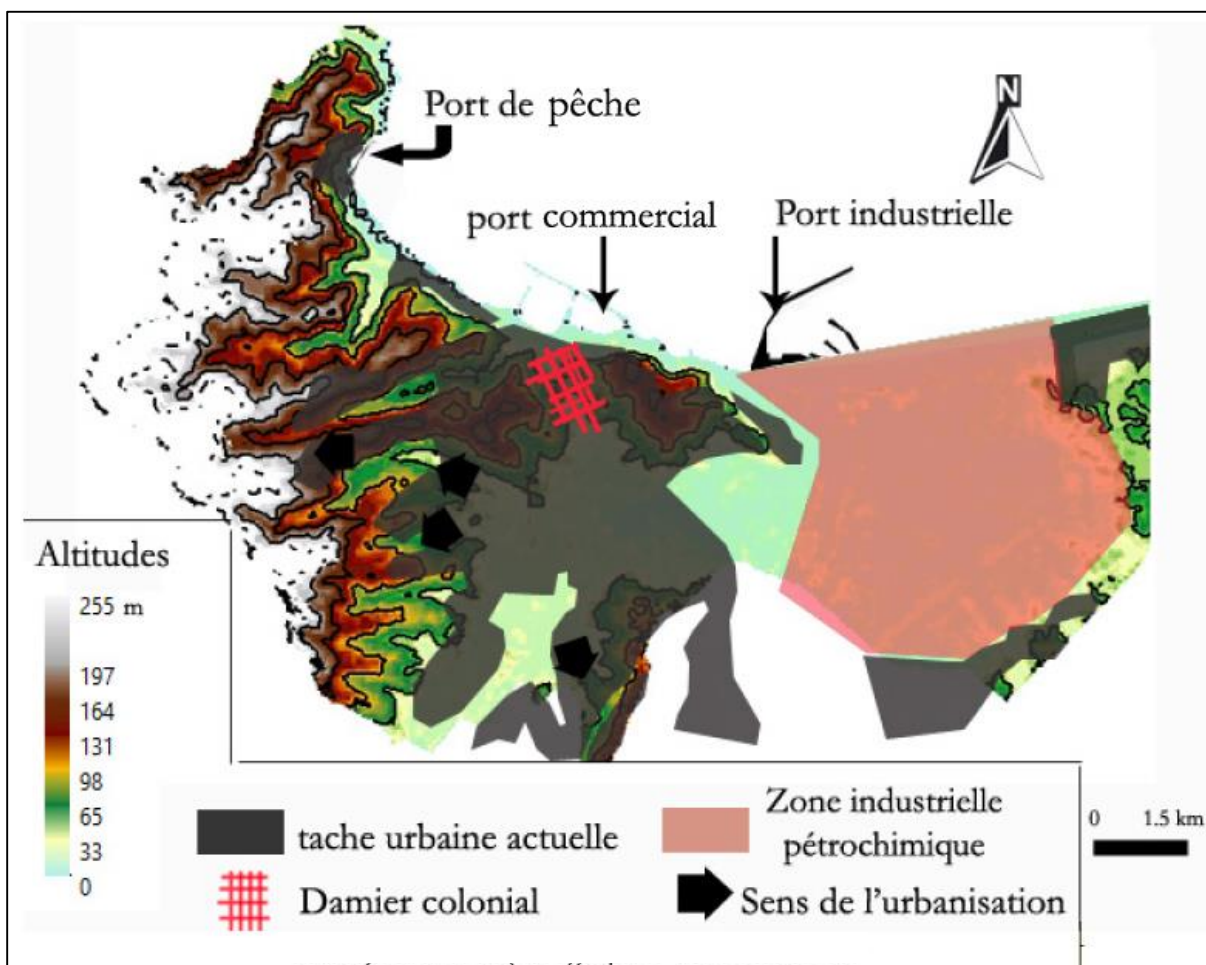 N
Port de pêche
port commercial
Port industrielle
Altitudes
255 m
197
164
131
98
65
33
0
tache urbaine actuelle
Zone industrielle
pétrochimique
0 1.5 km
Damier colonial
Sens de l'urbanisation